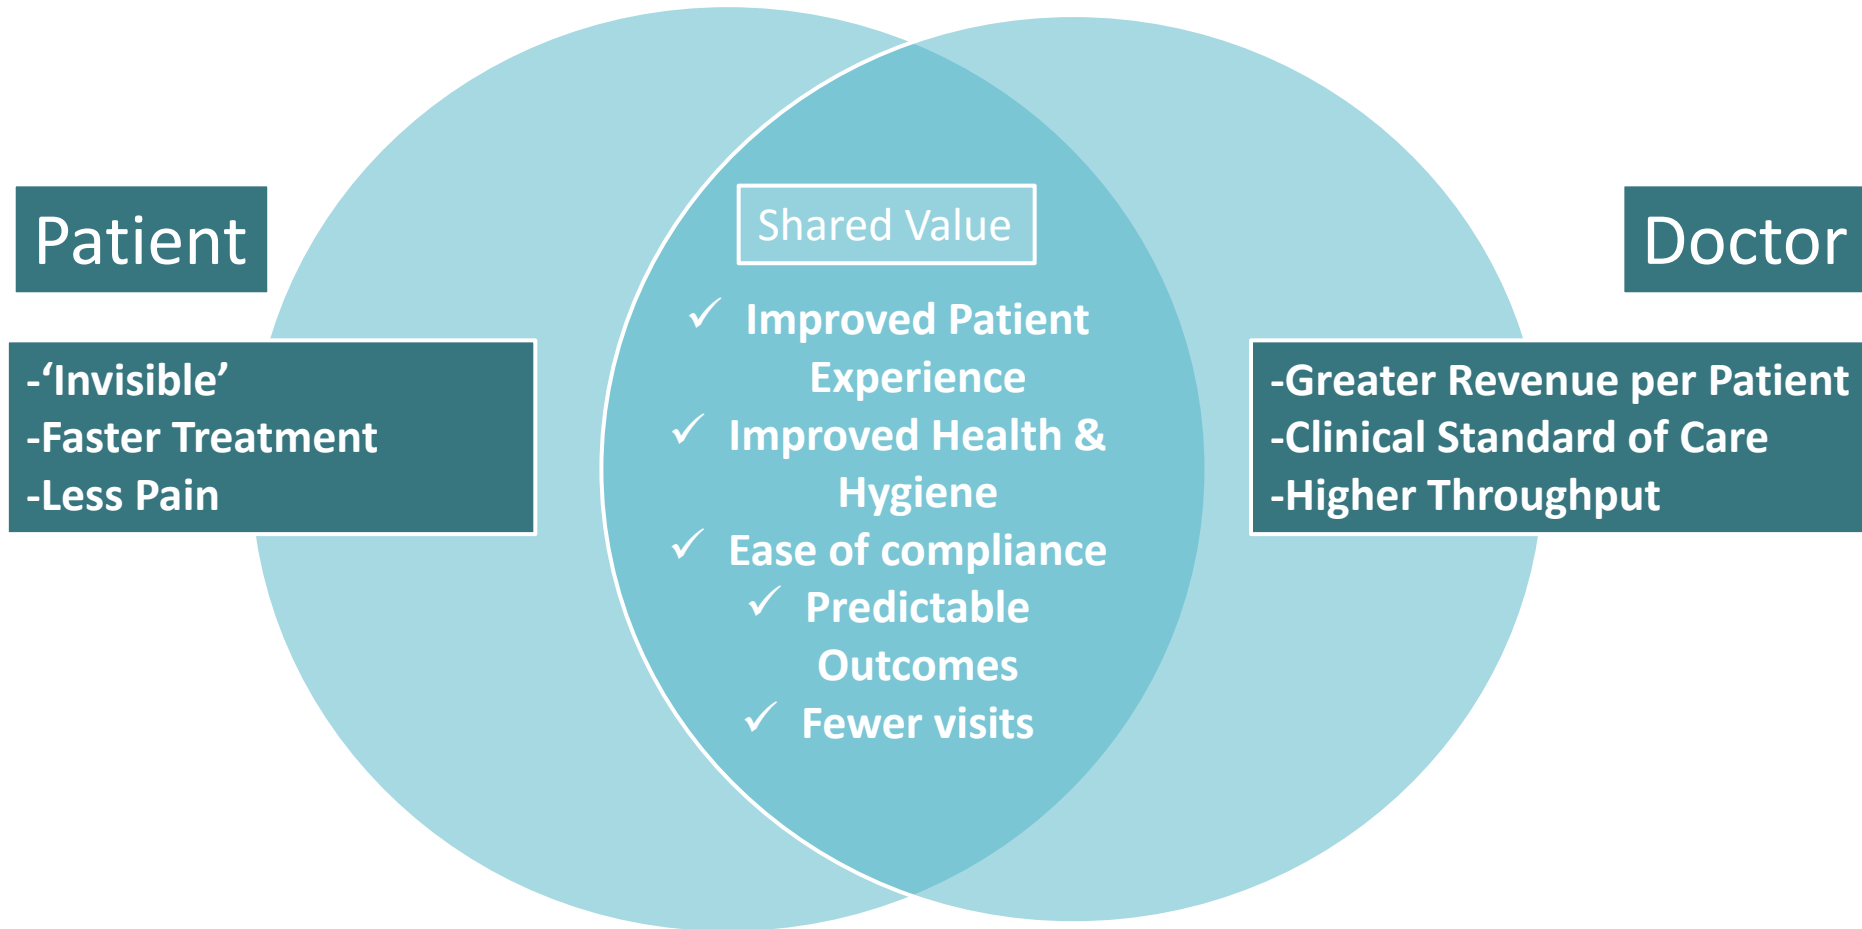 Patient
-‘Invisible’
-Faster Treatment
-Less Pain
Shared Value
✓ Improved Patient
Experience
✓ Improved Health &
Hygiene
✓ Ease of compliance
✓ Predictable
Outcomes
✓ Fewer visits
Doctor
-Greater Revenue per Patient
-Clinical Standard of Care
-Higher Throughput